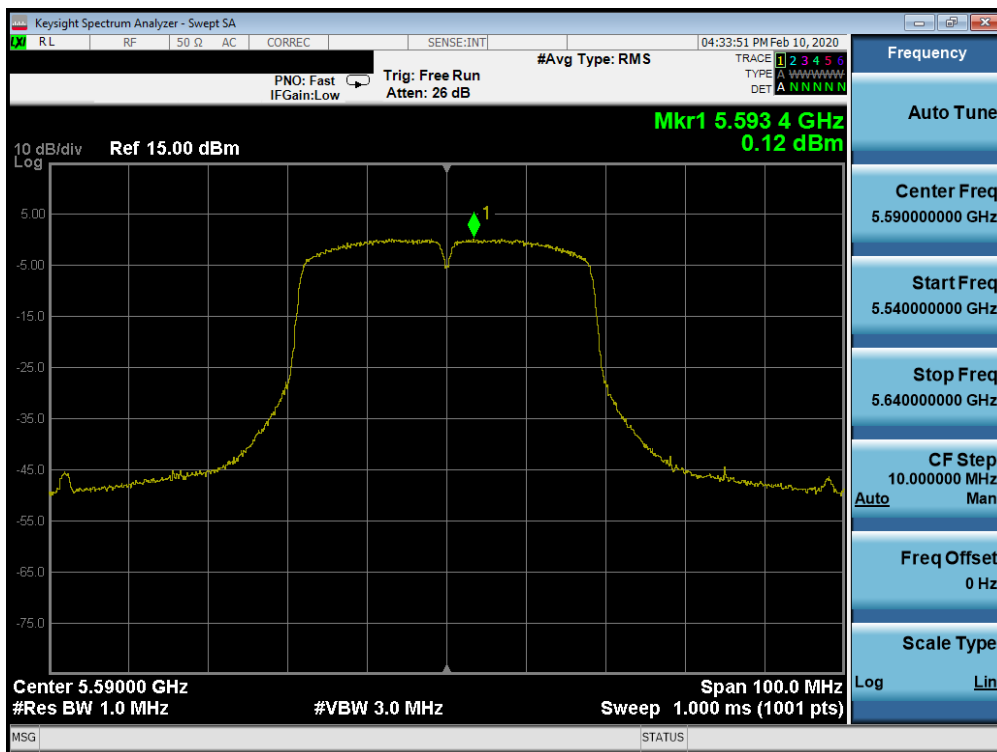 Keysight Spectrum Analyzer - Swept SA
LXI RL RF 50 Ω AC CORREC SENSE:INT 04:33:51 PM Feb 10, 2020
#Avg Type: RMS TRACE 1 2 3 4 5 6
PNO: Fast Trig: Free Run TYPE A WWWWW
IFGain:Low Atten: 26 dB DET A N N N N N
Mkr1 5.593 4 GHz
0.12 dBm
10 dB/div Ref 15.00 dBm
Log
1
5.00
-5.00
-15.0
-25.0
-35.0
-45.0
-55.0
-65.0
-75.0
Center 5.59000 GHz Span 100.0 MHz
#Res BW 1.0 MHz #VBW 3.0 MHz Sweep 1.000 ms (1001 pts)
MSG STATUS
Frequency
Auto Tune
Center Freq
5.590000000 GHz
Start Freq
5.540000000 GHz
Stop Freq
5.640000000 GHz
CF Step
10.000000 MHz
Auto Man
Freq Offset
0 Hz
Scale Type
Log Lin